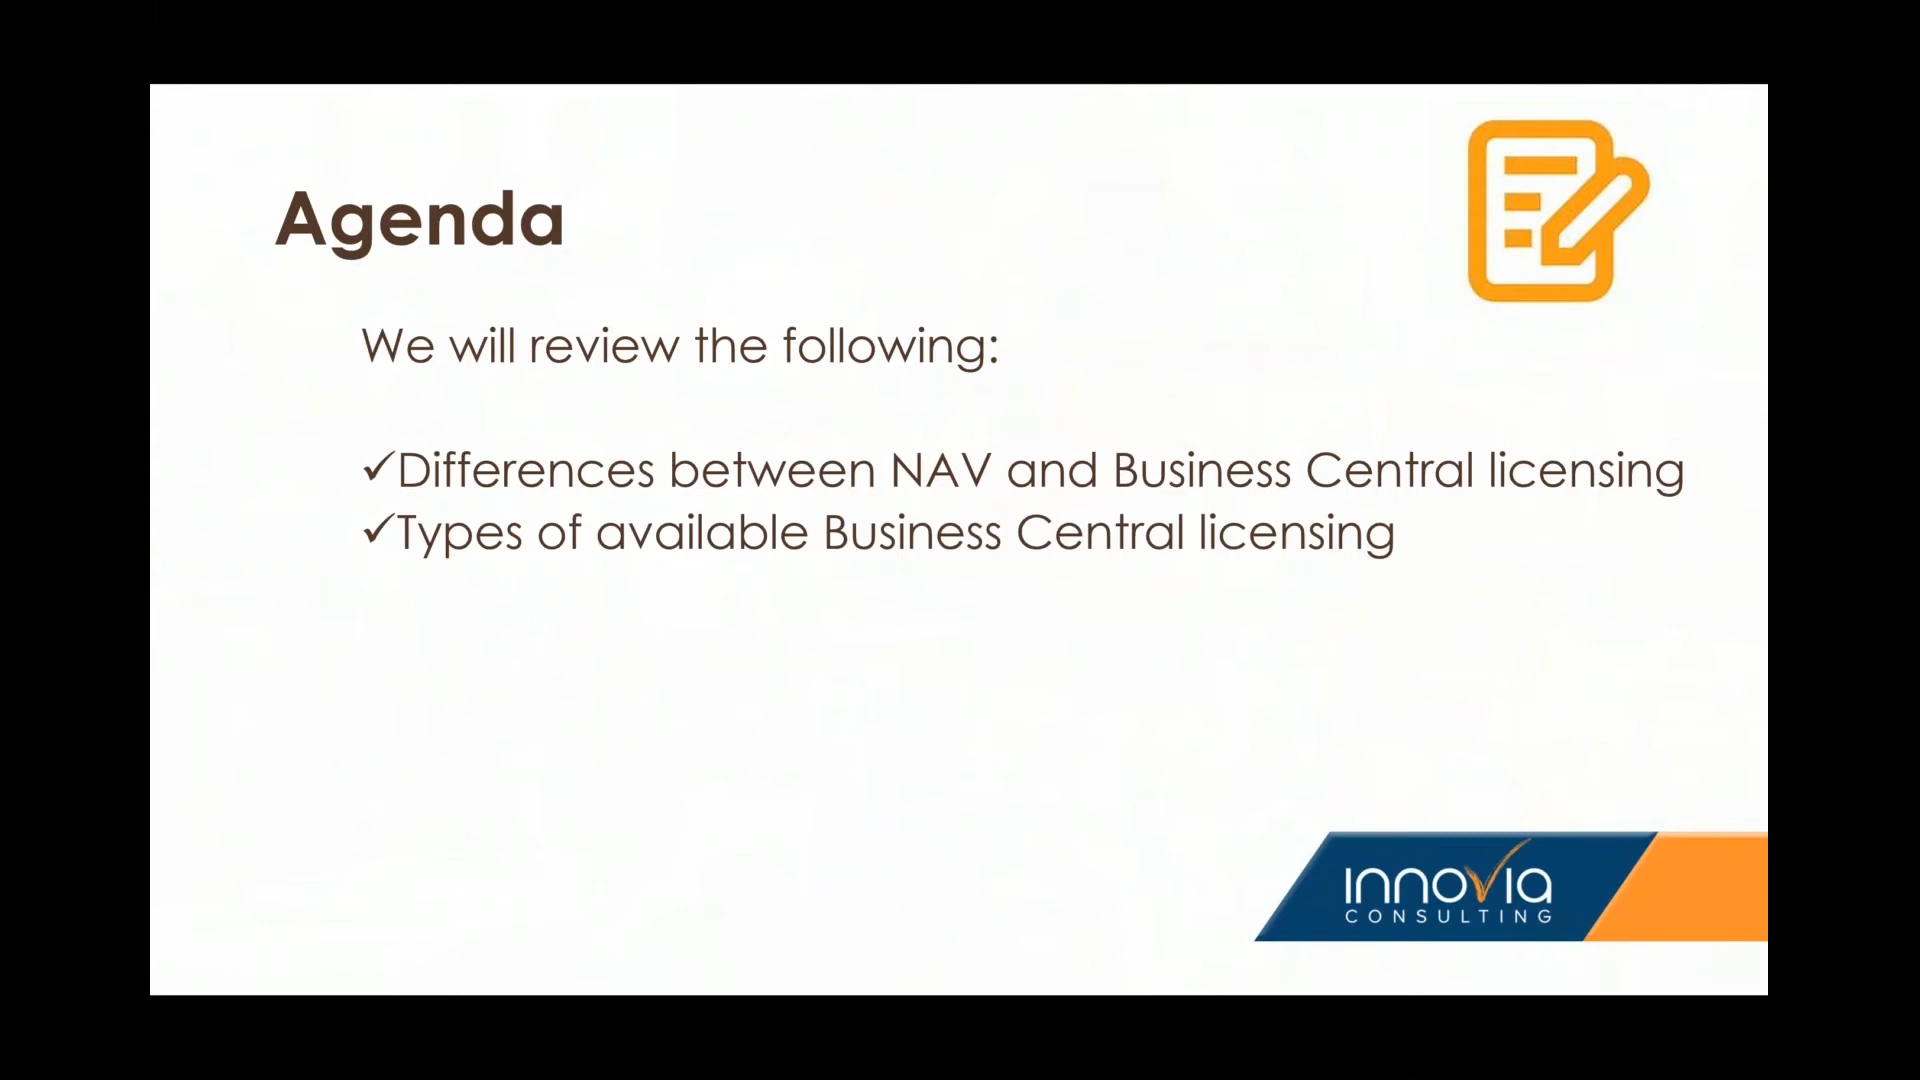 Agenda
We will review the following:
✓Differences between NAV and Business Central licensing
✓Types of available Business Central licensing
innovia
CONSULTING